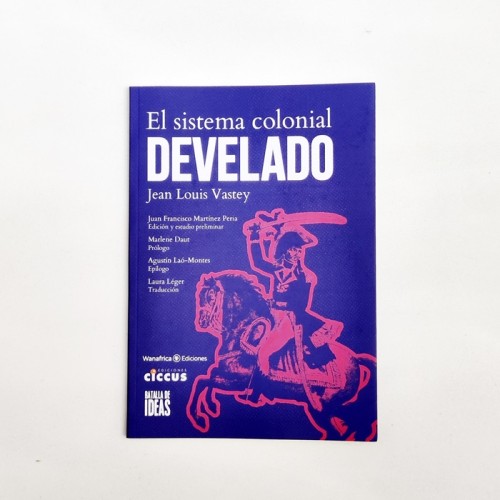 El sistema colonial
DEVELADO
Jean Louis Vastey
Juan Francisco Martínez Peria
Edición y estudio preliminar
Marlene Daut
Prólogo
Agustín Laó-Montes
Epílogo
Laura Léger
Traducción
Wanafrica Ediciones
EDICIONES
ciccus
BATALLA DE
IDEAS